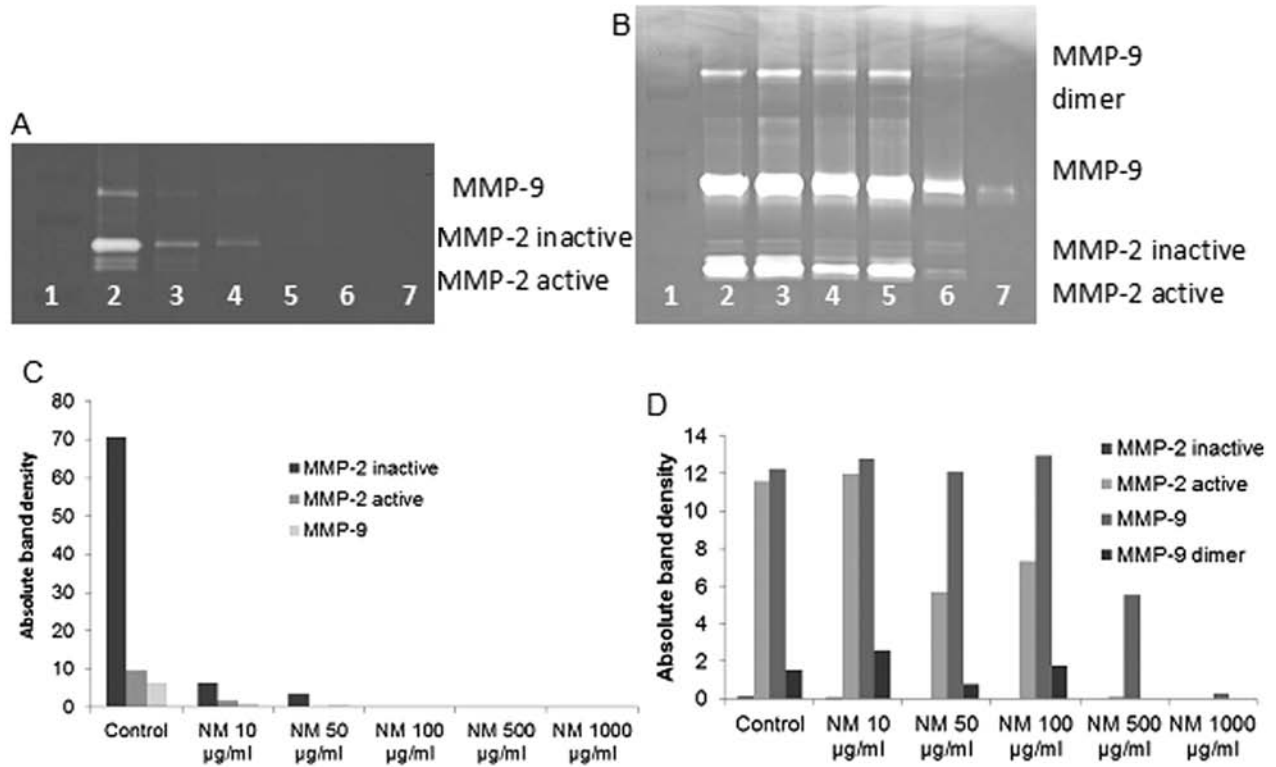 A
MMP-9
MMP-2 inactive
MMP-2 active
1 2 3 4 5 6 7
B
MMP-9
dimer
MMP-9
MMP-2 inactive
MMP-2 active
1 2 3 4 5 6 7
C
Absolute band density
80
70
60
50
40
30
20
10
0
MMP-2 inactive
MMP-2 active
MMP-9
Control NM 10 NM 50 NM 100 NM 500 NM 1000
µg/ml µg/ml µg/ml µg/ml µg/ml
D
Absolute band density
14
12
10
8
6
4
2
0
MMP-2 inactive
MMP-2 active
MMP-9
MMP-9 dimer
Control NM 10 NM 50 NM 100 NM 500 NM 1000
µg/ml µg/ml µg/ml µg/ml µg/ml